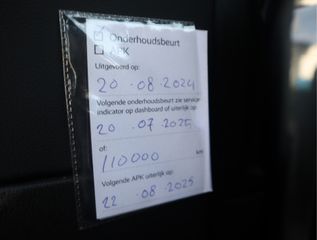 Onderhoudsbeurt
APK
Uitgevoerd op:
20 .08 .2024
Volgende onderhoudsbeurt zie service
indicator op dashboard of uiterlijk op:
20 .07 .2025
of:
110000 km
Volgende APK uiterlijk op:
22 .08 .2025